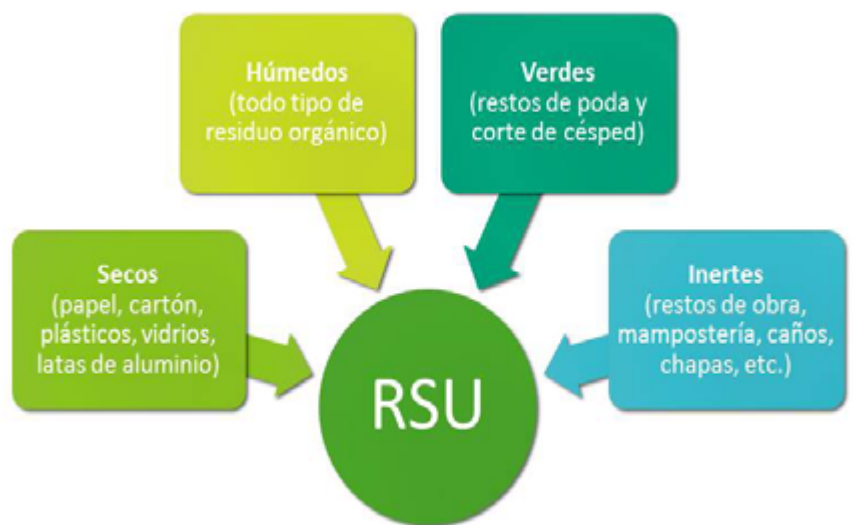 Húmedos
(todo tipo de
residuo orgánico)
Verdes
(restos de poda y
corte de césped)
Secos
(papel, cartón,
plásticos, vidrios,
latas de aluminio)
Inertes
(restos de obra,
mampostería, caños,
chapas, etc.)
RSU